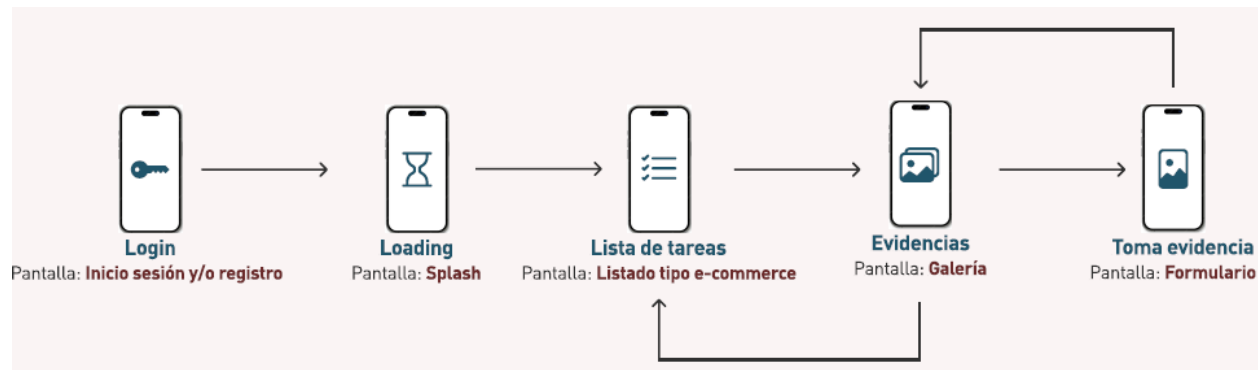 Login
Pantalla: Inicio sesión y/o registro
Loading
Pantalla: Splash
Lista de tareas
Pantalla: Listado tipo e-commerce
Evidencias
Pantalla: Galería
Toma evidencia
Pantalla: Formulario